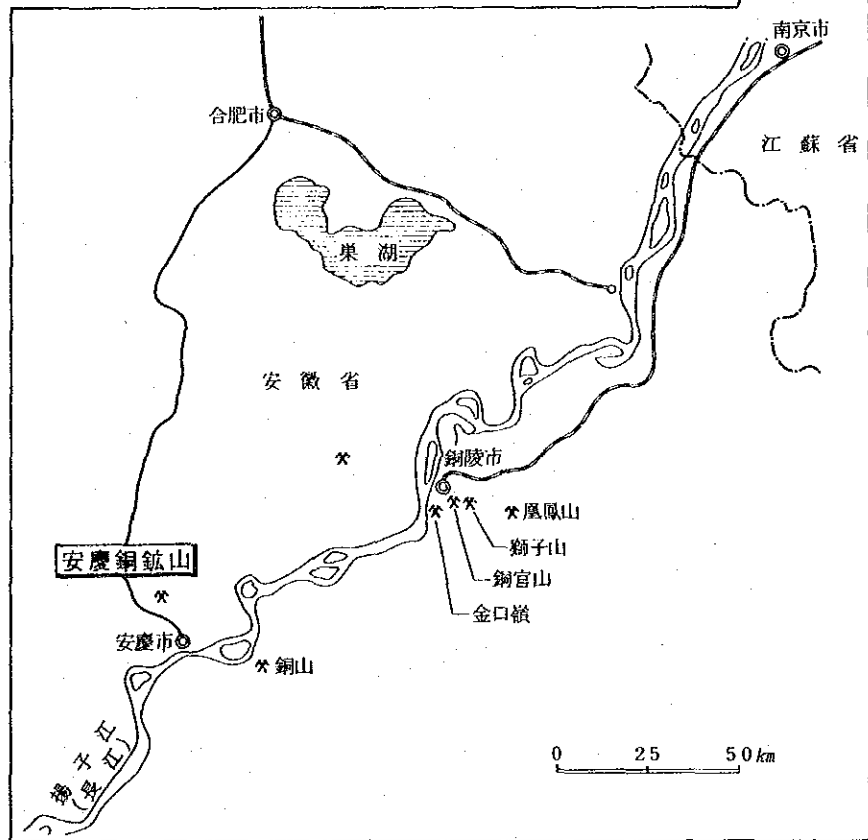 南京市
合肥市
江蘇省
巣湖
安徽省
銅陵市
凰鳳山
獅子山
安慶銅鉱山
銅官山
金口嶺
安慶市
銅山
0 25 50km
揚子江
(長江)